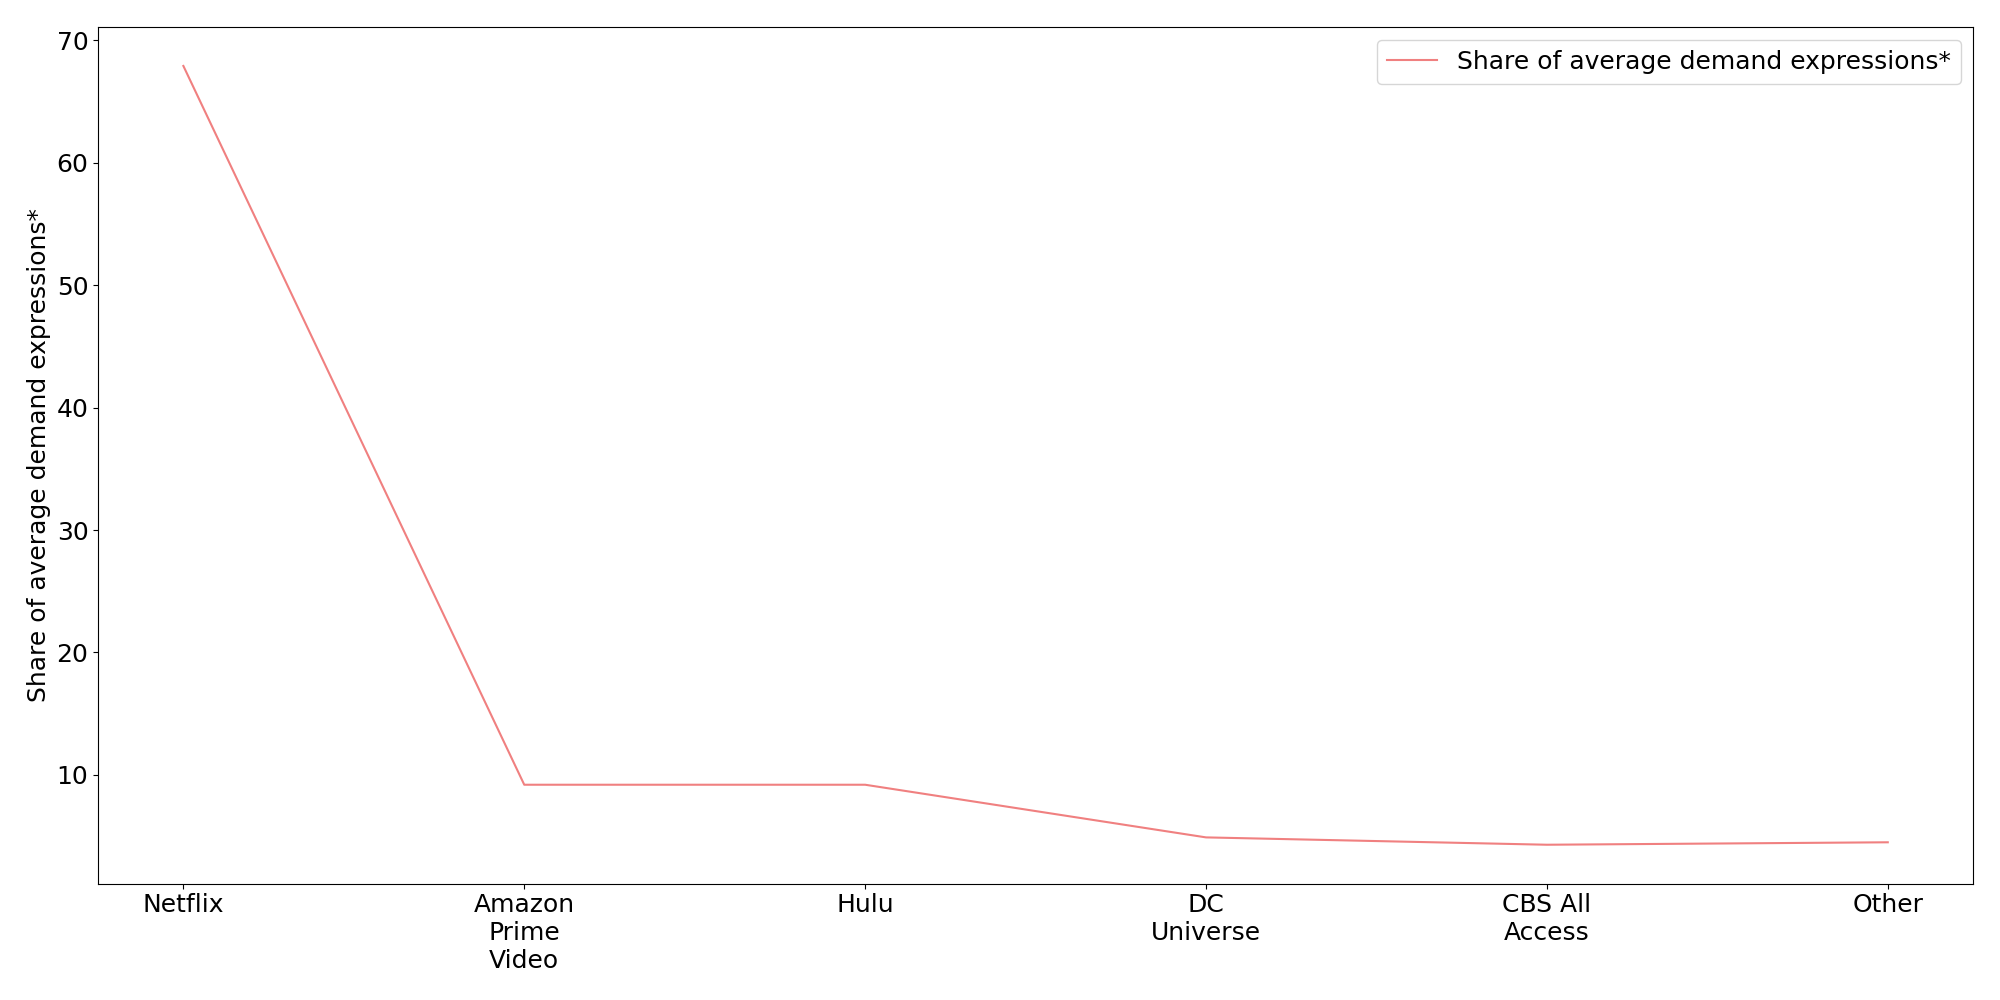 Share of average demand expressions*
Share of average demand expressions*
70
60
50
40
30
20
10
Netflix
Amazon
Prime
Video
Hulu
DC
Universe
CBS All
Access
Other